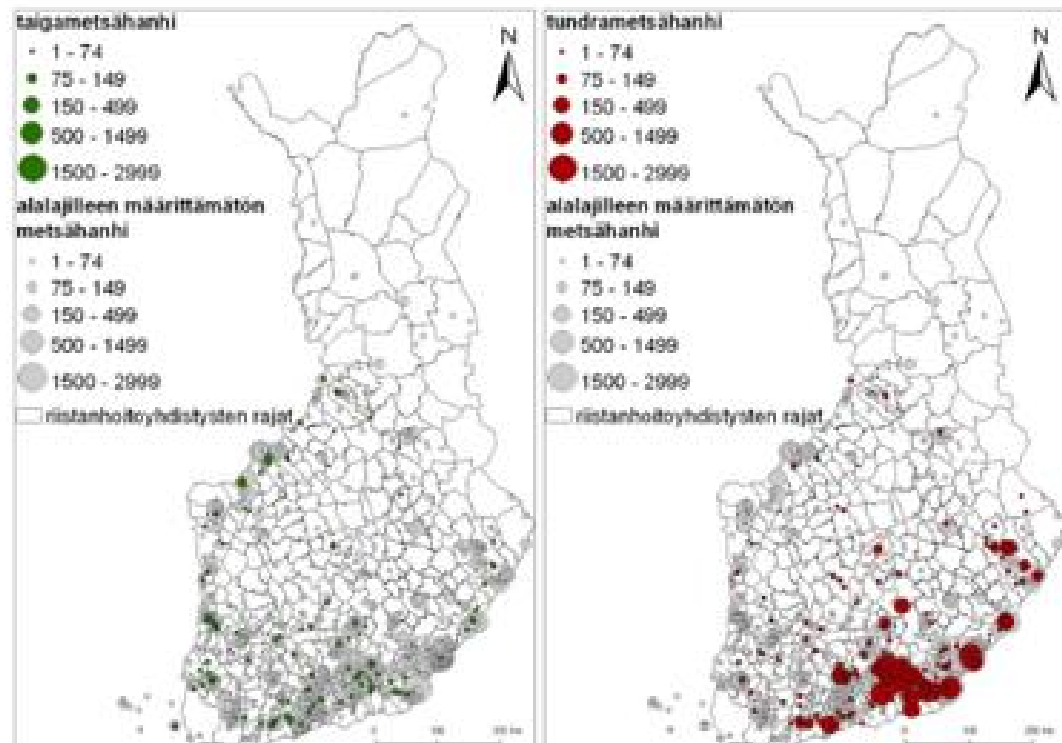 taigametsähanhi
1 - 74
75 - 149
150 - 499
500 - 1499
1500 - 2999
alalajilleen määrittämätön
metsähanhi
1 - 74
75 - 149
150 - 499
500 - 1499
1500 - 2999
riistanhoitoyhdistysten rajat
N
tundrametsähanhi
1 - 74
75 - 149
150 - 499
500 - 1499
1500 - 2999
alalajilleen määrittämätön
metsähanhi
1 - 74
75 - 149
150 - 499
500 - 1499
1500 - 2999
riistanhoitoyhdistysten rajat
N